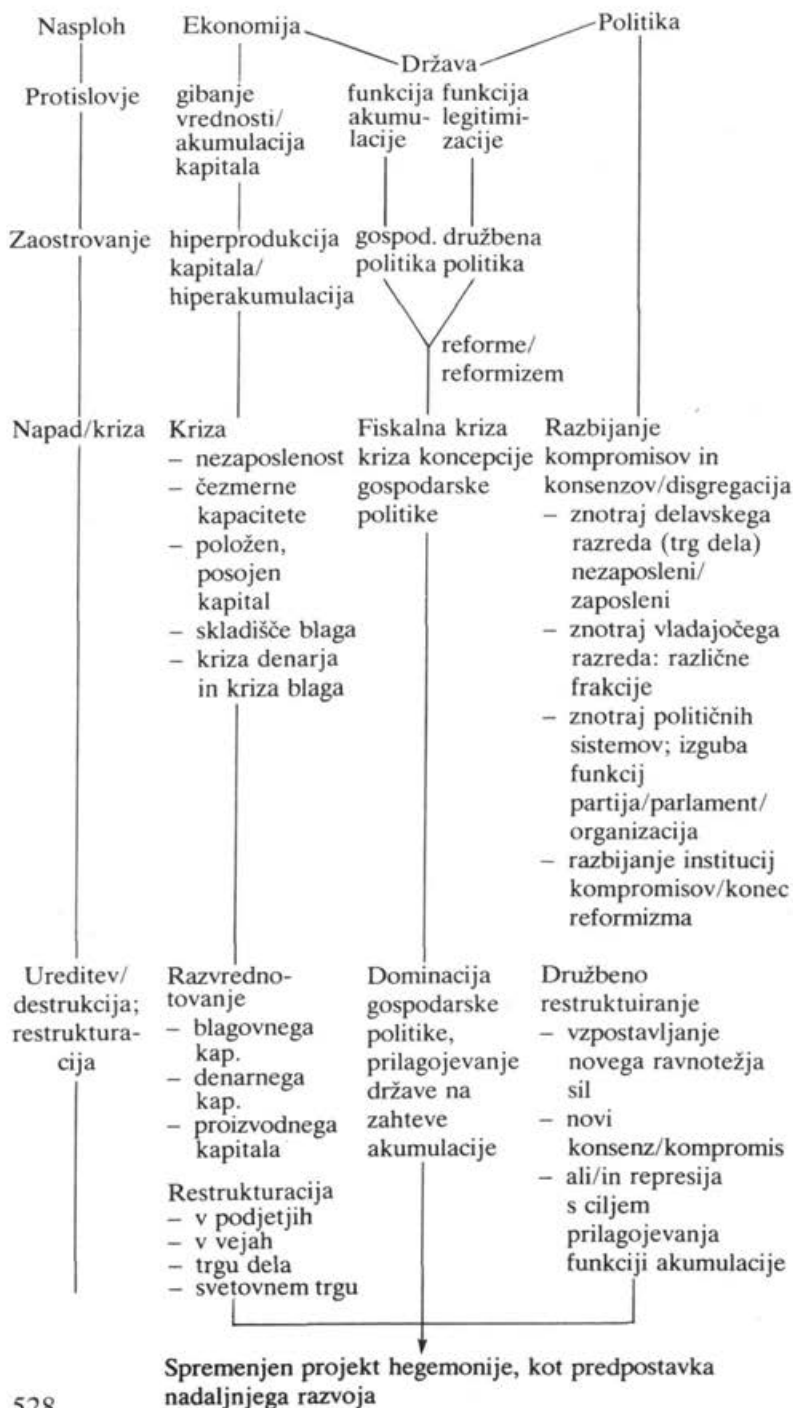 Nasploh Ekonomija Politika
Država
Protislovje gibanje vrednosti/ akumulacija kapitala
funkcija akumu- lacije
funkcija legitimi- zacije
Zaostrovanje
hiperprodukcija
kapitala/
hiperakumulacija
gospod.
politika
družbena
politika
reforme/
reformizem
Napad/kriza
Kriza
– nezaposlenost
– čezmerne
kapacitete
– položen,
posojen
kapital
– skladišče blaga
– kriza denarja
in kriza blaga
Fiskalna kriza
kriza koncepcije
gospodarske
politike
Razbijanje
kompromisov in
konsenzov/disgregacija
– znotraj delavskega
razreda (trg dela)
nezaposleni/
zaposleni
– znotraj vladajočega
razreda: različne
frakcije
– znotraj političnih
sistemov; izguba
funkcij
partija/parlament/
organizacija
– razbijanje institucij
kompromisov/konec
reformizma
Ureditev/
destrukcija;
restruktura-
cija
Razvredno-
tovanje
– blagovnega
kap.
– denarnega
kap.
– proizvodnega
kapitala
Restrukturacija
– v podjetjih
– v vejah
– trgu dela
– svetovnem trgu
Dominacija
gospodarske
politike,
prilagojevanje
države na
zahteve
akumulacije
Družbeno
restruktuiranje
– vzpostavljanje
novega ravnotežja
sil
– novi
konsenz/kompromis
– ali/in represija
s ciljem
prilagojevanja
funkciji akumulacije
Spremenjen projekt hegemonije, kot predpostavka
nadaljnjega razvoja
528